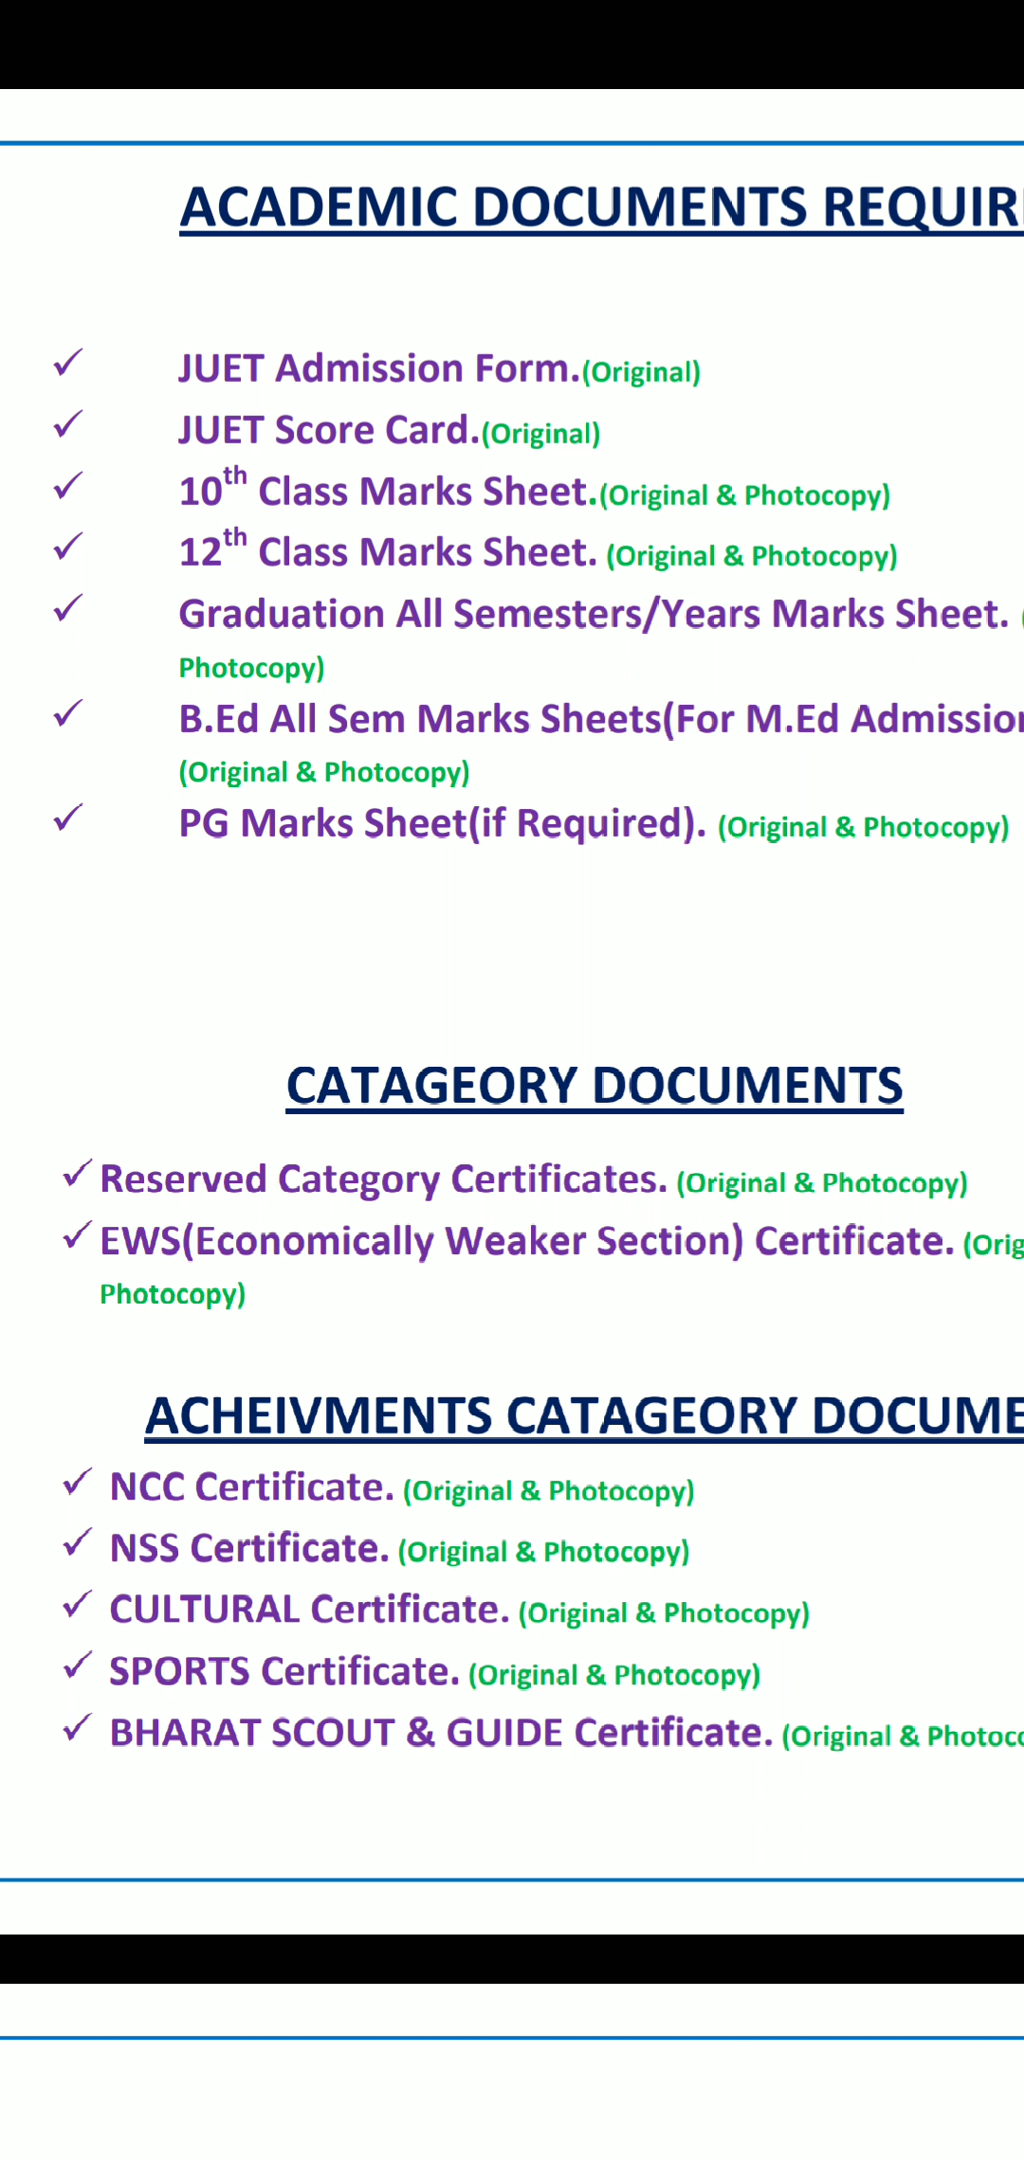 ACADEMIC DOCUMENTS REQUIR
✓ JUET Admission Form.(Original)
✓ JUET Score Card.(Original)
✓ 10th Class Marks Sheet.(Original & Photocopy)
✓ 12th Class Marks Sheet. (Original & Photocopy)
✓ Graduation All Semesters/Years Marks Sheet. (
Photocopy)
✓ B.Ed All Sem Marks Sheets(For M.Ed Admission
(Original & Photocopy)
✓ PG Marks Sheet(if Required). (Original & Photocopy)
CATAGEORY DOCUMENTS
✓ Reserved Category Certificates. (Original & Photocopy)
✓ EWS(Economically Weaker Section) Certificate. (Orig
Photocopy)
ACHEIVMENTS CATAGEORY DOCUME
✓ NCC Certificate. (Original & Photocopy)
✓ NSS Certificate. (Original & Photocopy)
✓ CULTURAL Certificate. (Original & Photocopy)
✓ SPORTS Certificate. (Original & Photocopy)
✓ BHARAT SCOUT & GUIDE Certificate. (Original & Photoco